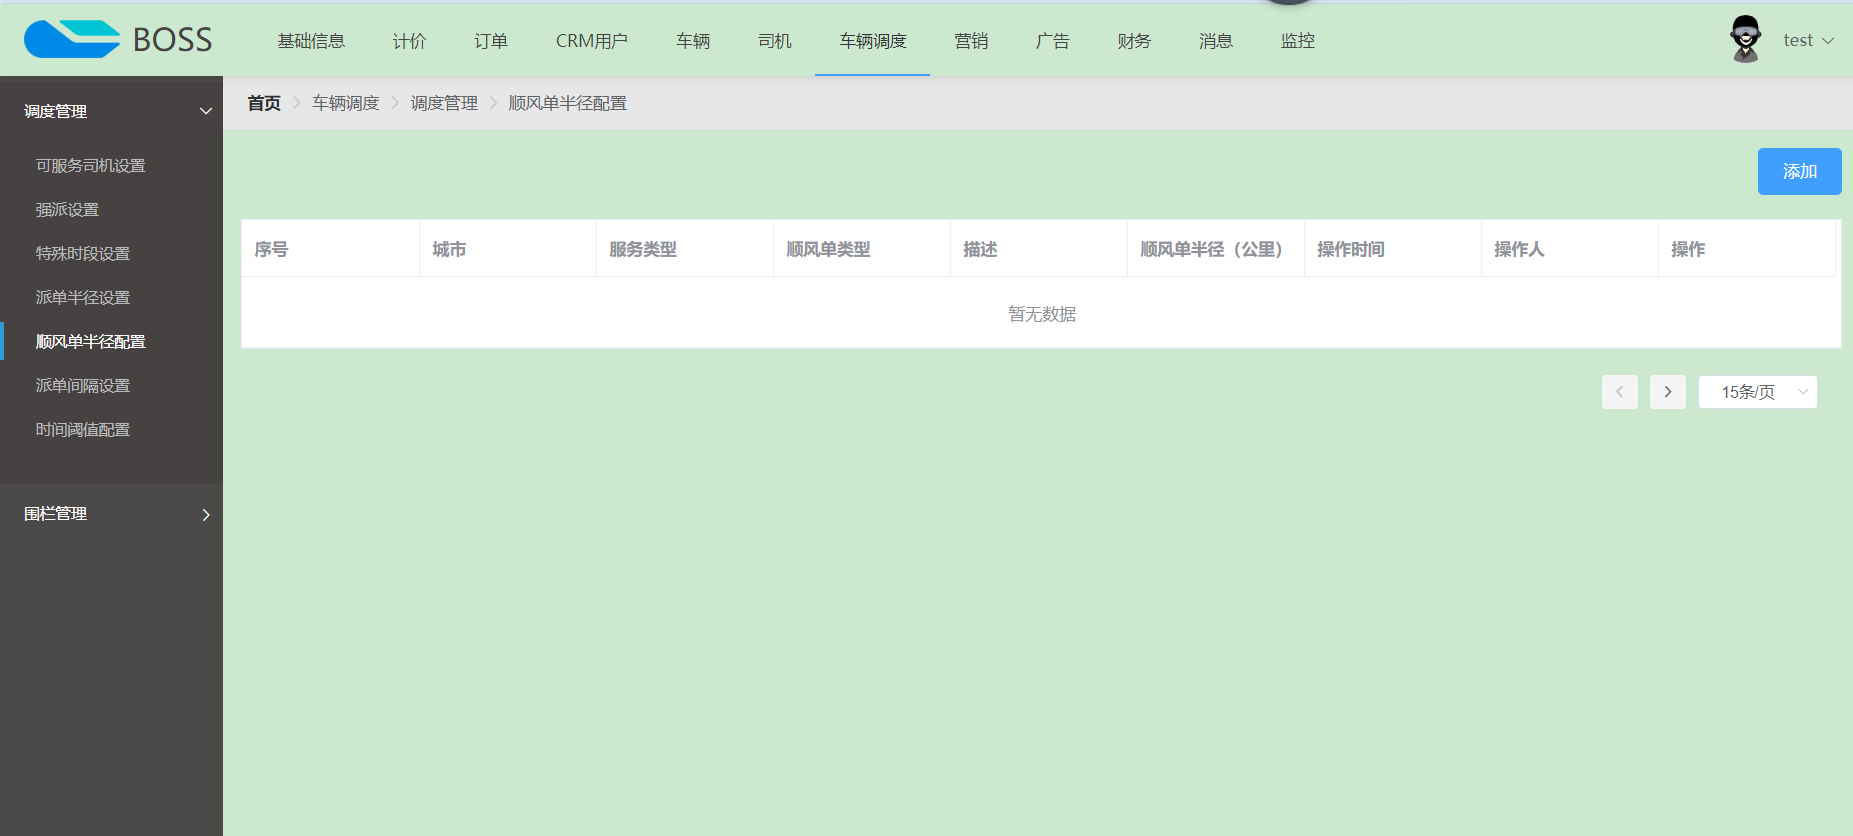 BOSS 基础信息 计价 订单 CRM用户 车辆 司机 车辆调度 营销 广告 财务 消息 监控 test
调度管理
可服务司机设置
强派设置
特殊时段设置
派单半径设置
顺风单半径配置
派单间隔设置
时间阈值配置
围栏管理
首页 车辆调度 调度管理 顺风单半径配置
添加
序号 城市 服务类型 顺风单类型 描述 顺风单半径（公里） 操作时间 操作人 操作
暂无数据
15条/页